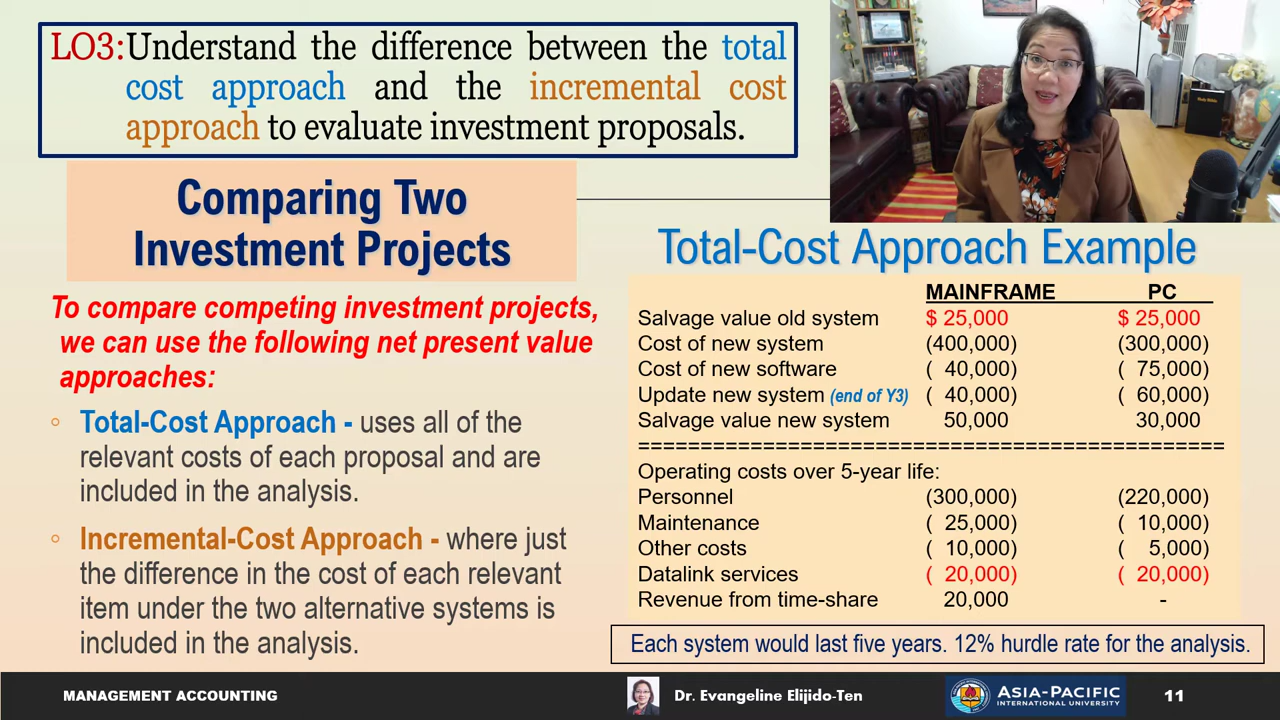 LO3:Understand the difference between the total
cost approach and the incremental cost
approach to evaluate investment proposals.
Comparing Two
Investment Projects
To compare competing investment projects,
we can use the following net present value
approaches:
◦ Total-Cost Approach - uses all of the
relevant costs of each proposal and are
included in the analysis.
◦ Incremental-Cost Approach - where just
the difference in the cost of each relevant
item under the two alternative systems is
included in the analysis.
Total-Cost Approach Example
MAINFRAME PC
Salvage value old system $ 25,000 $ 25,000
Cost of new system (400,000) (300,000)
Cost of new software ( 40,000) ( 75,000)
Update new system (end of Y3) ( 40,000) ( 60,000)
Salvage value new system 50,000 30,000
===============================================
Operating costs over 5-year life:
Personnel (300,000) (220,000)
Maintenance ( 25,000) ( 10,000)
Other costs ( 10,000) ( 5,000)
Datalink services ( 20,000) ( 20,000)
Revenue from time-share 20,000 -
Each system would last five years. 12% hurdle rate for the analysis.
MANAGEMENT ACCOUNTING
Dr. Evangeline Elijido-Ten
ASIA-PACIFIC
INTERNATIONAL UNIVERSITY
11